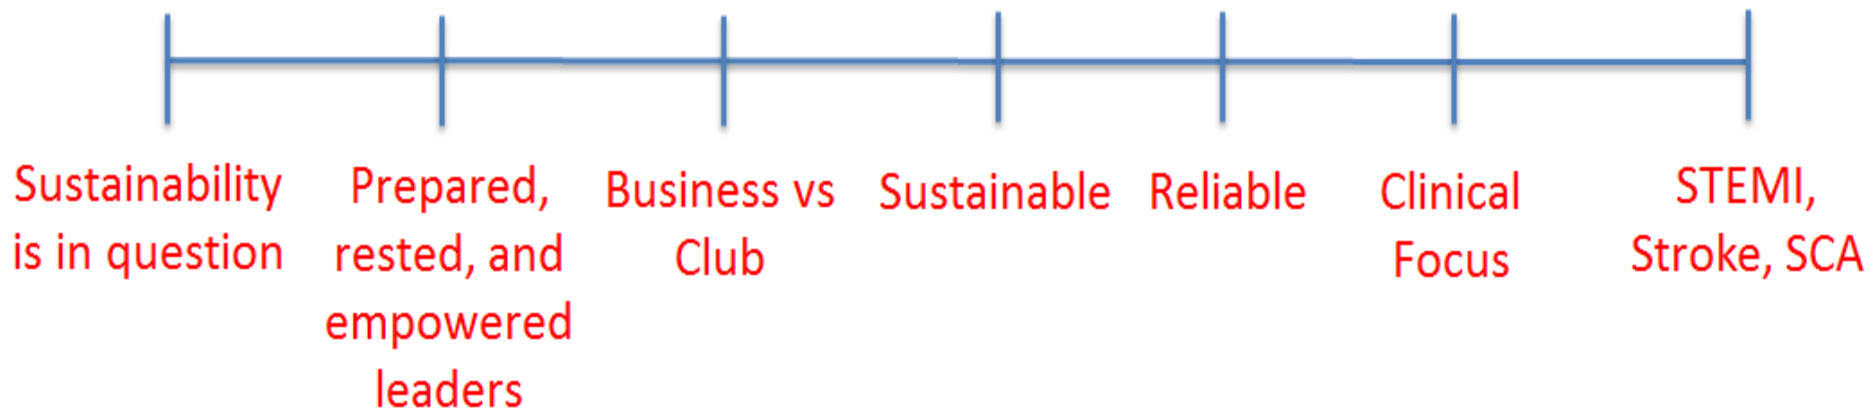 Sustainability
is in question
Prepared,
rested, and
empowered
leaders
Business vs
Club
Sustainable
Reliable
Clinical
Focus
STEMI,
Stroke, SCA